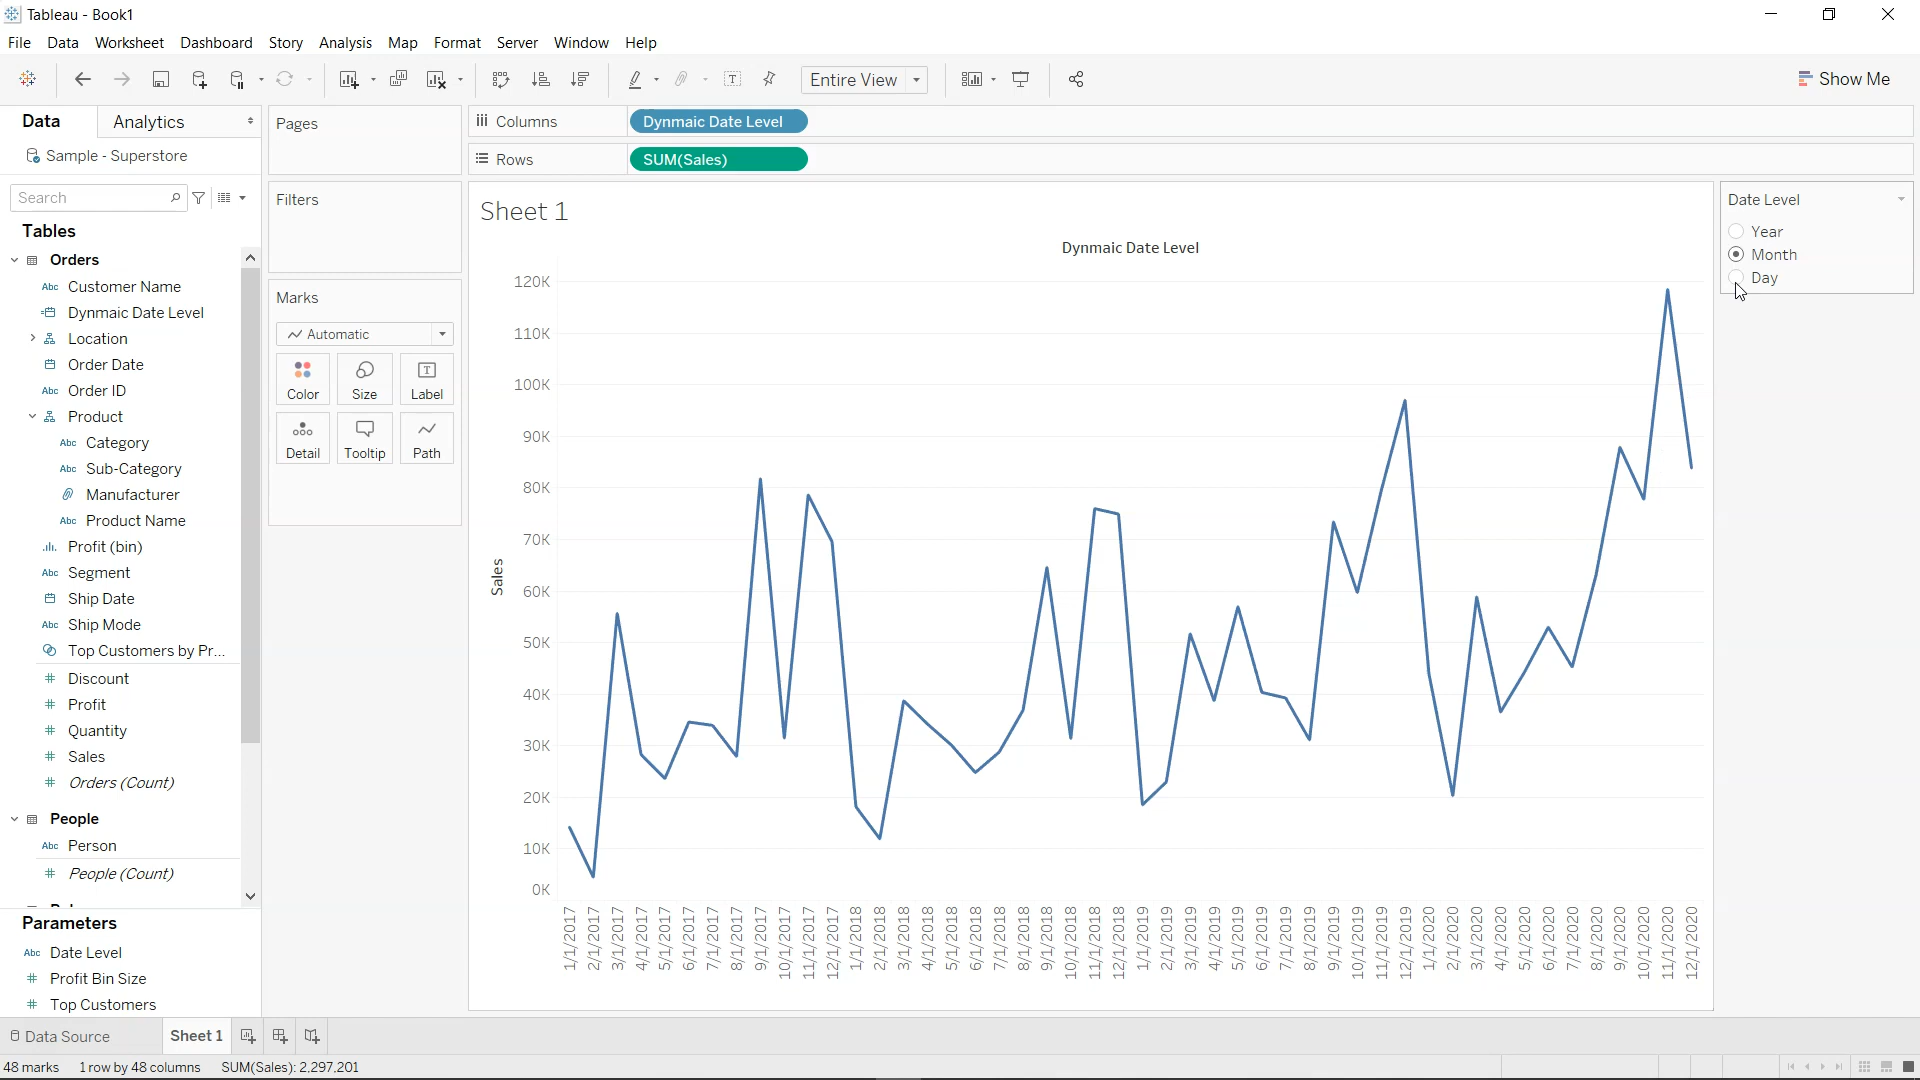 Tableau - Book1
File Data Worksheet Dashboard Story Analysis Map Format Server Window Help
Entire View
Show Me
Data
Analytics
Sample - Superstore
Search
Tables
Orders
Abc Customer Name
Dynmaic Date Level
Location
Order Date
Abc Order ID
Product
Abc Category
Abc Sub-Category
Manufacturer
Abc Product Name
Profit (bin)
Abc Segment
Ship Date
Abc Ship Mode
Top Customers by Pr...
# Discount
# Profit
# Quantity
# Sales
# Orders (Count)
People
Abc Person
# People (Count)
Parameters
Abc Date Level
# Profit Bin Size
# Top Customers
Pages
Filters
Marks
Automatic
Color
Size
Label
Detail
Tooltip
Path
Columns
Dynmaic Date Level
Rows
SUM(Sales)
Sheet 1
Dynmaic Date Level
Sales
120K
110K
100K
90K
80K
70K
60K
50K
40K
30K
20K
10K
0K
1/1/2017
2/1/2017
3/1/2017
4/1/2017
5/1/2017
6/1/2017
7/1/2017
8/1/2017
9/1/2017
10/1/2017
11/1/2017
12/1/2017
1/1/2018
2/1/2018
3/1/2018
4/1/2018
5/1/2018
6/1/2018
7/1/2018
8/1/2018
9/1/2018
10/1/2018
11/1/2018
12/1/2018
1/1/2019
2/1/2019
3/1/2019
4/1/2019
5/1/2019
6/1/2019
7/1/2019
8/1/2019
9/1/2019
10/1/2019
11/1/2019
12/1/2019
1/1/2020
2/1/2020
3/1/2020
4/1/2020
5/1/2020
6/1/2020
7/1/2020
8/1/2020
9/1/2020
10/1/2020
11/1/2020
12/1/2020
Date Level
Year
Month
Day
Data Source
Sheet 1
48 marks 1 row by 48 columns SUM(Sales): 2,297,201